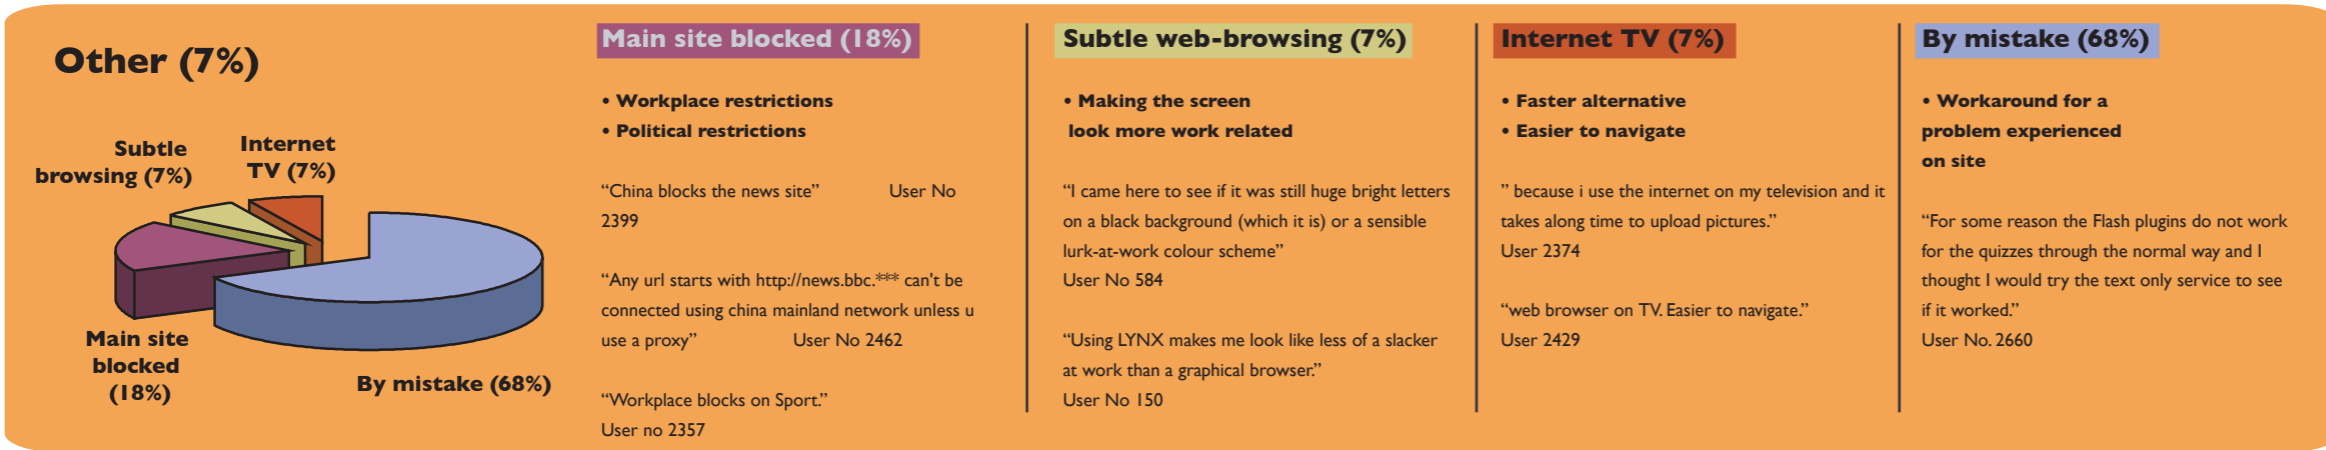 Other (7%)
Subtle
browsing (7%)
Internet
TV (7%)
Main site
blocked
(18%)
By mistake (68%)
Main site blocked (18%)
• Workplace restrictions
• Political restrictions
“China blocks the news site” User No
2399
“Any url starts with http://news.bbc.*** can't be
connected using china mainland network unless u
use a proxy” User No 2462
“Workplace blocks on Sport.”
User no 2357
Subtle web-browsing (7%)
• Making the screen
look more work related
“I came here to see if it was still huge bright letters
on a black background (which it is) or a sensible
lurk-at-work colour scheme”
User No 584
“Using LYNX makes me look like less of a slacker
at work than a graphical browser.”
User No 150
Internet TV (7%)
• Faster alternative
• Easier to navigate
” because i use the internet on my television and it
takes along time to upload pictures.”
User 2374
“web browser on TV. Easier to navigate.”
User 2429
By mistake (68%)
• Workaround for a
problem experienced
on site
“For some reason the Flash plugins do not work
for the quizzes through the normal way and I
thought I would try the text only service to see
if it worked.”
User No. 2660